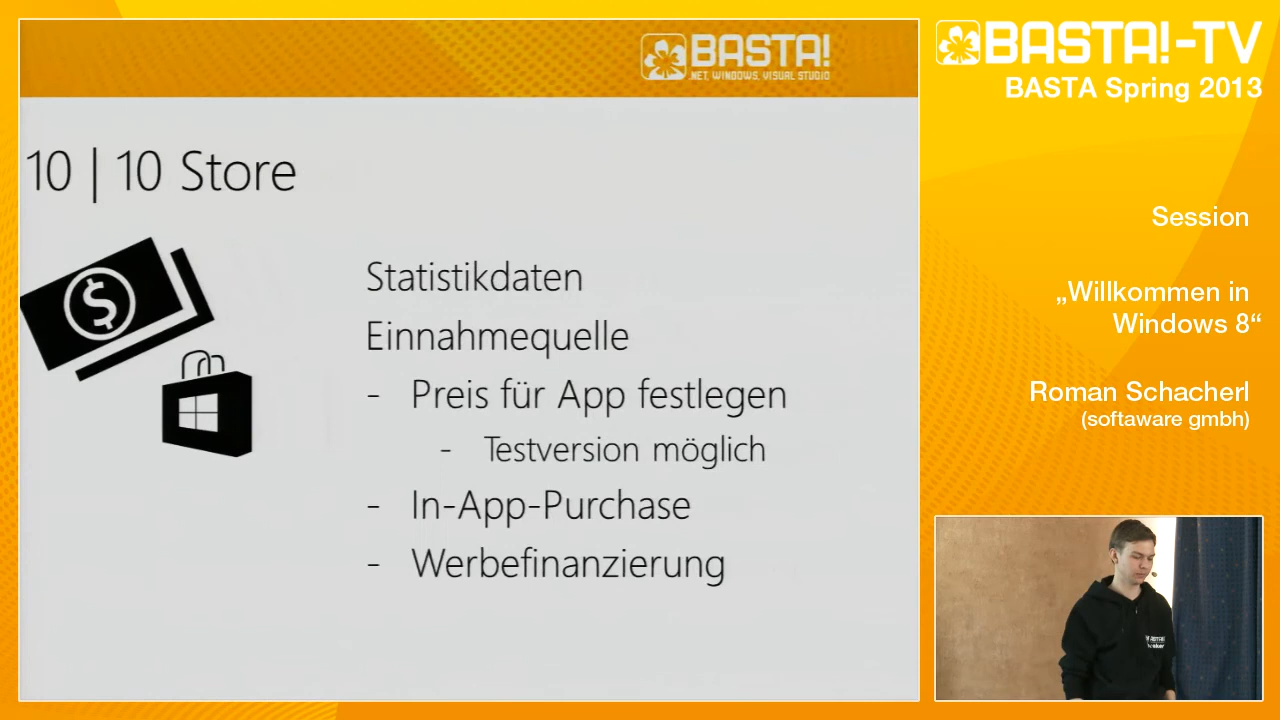 BASTA!
.NET, WINDOWS, VISUAL STUDIO
BASTA!-TV
BASTA Spring 2013
10 | 10 Store
Statistikdaten
Einnahmequelle
- Preis für App festlegen
- Testversion möglich
- In-App-Purchase
- Werbefinanzierung
Session
„Willkommen in
Windows 8“
Roman Schacherl
(softaware gmbh)